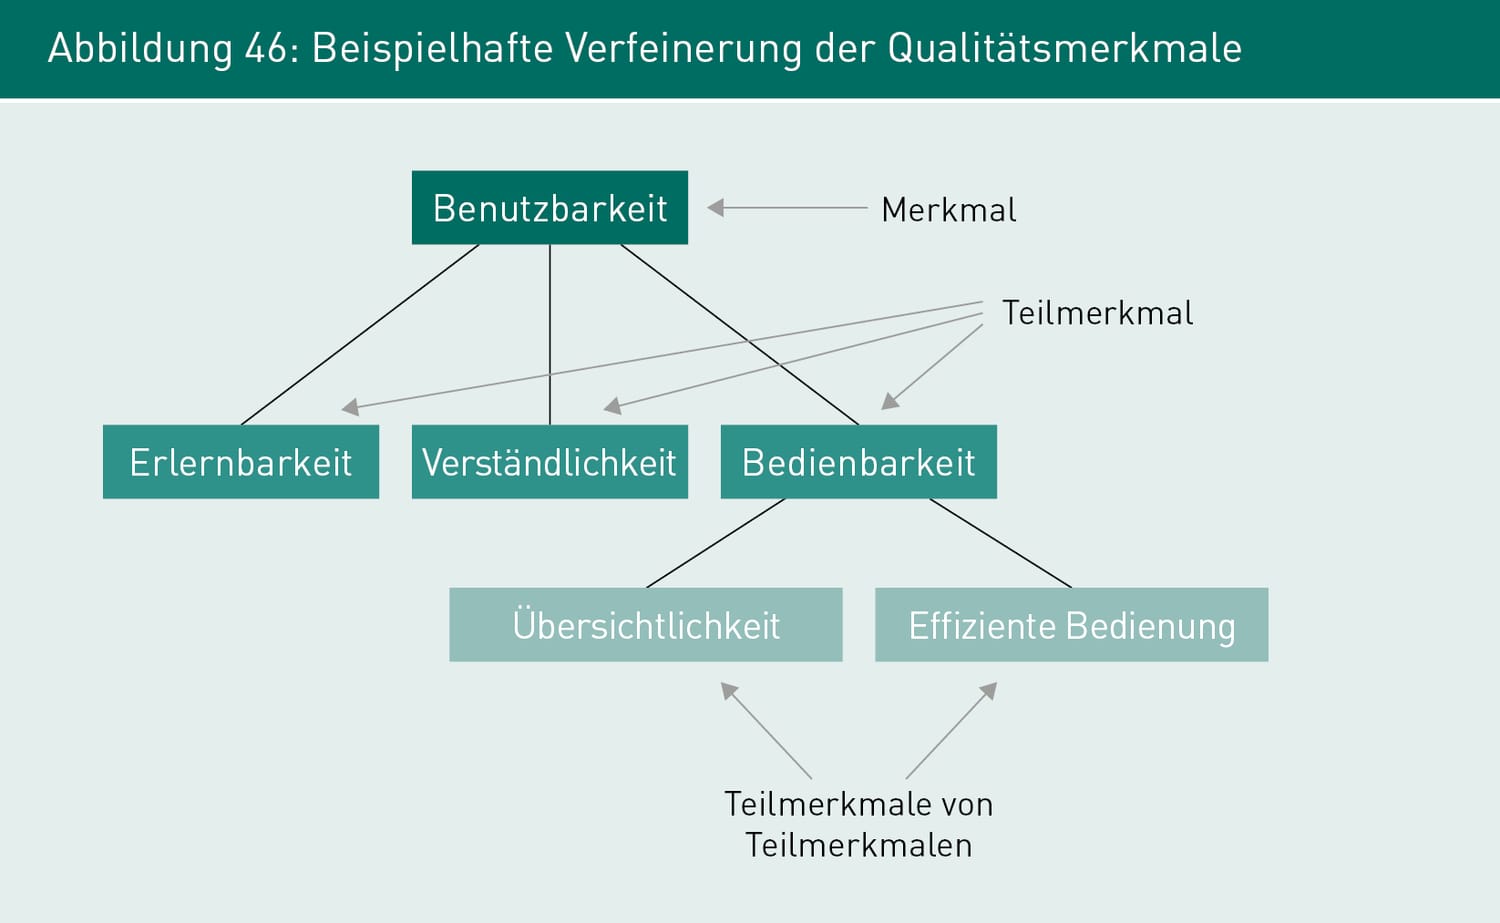 Abbildung 46: Beispielhafte Verfeinerung der Qualitätsmerkmale
Benutzbarkeit
Merkmal
Teilmerkmal
Erlernbarkeit
Verständlichkeit
Bedienbarkeit
Übersichtlichkeit
Effiziente Bedienung
Teilmerkmale von
Teilmerkmalen